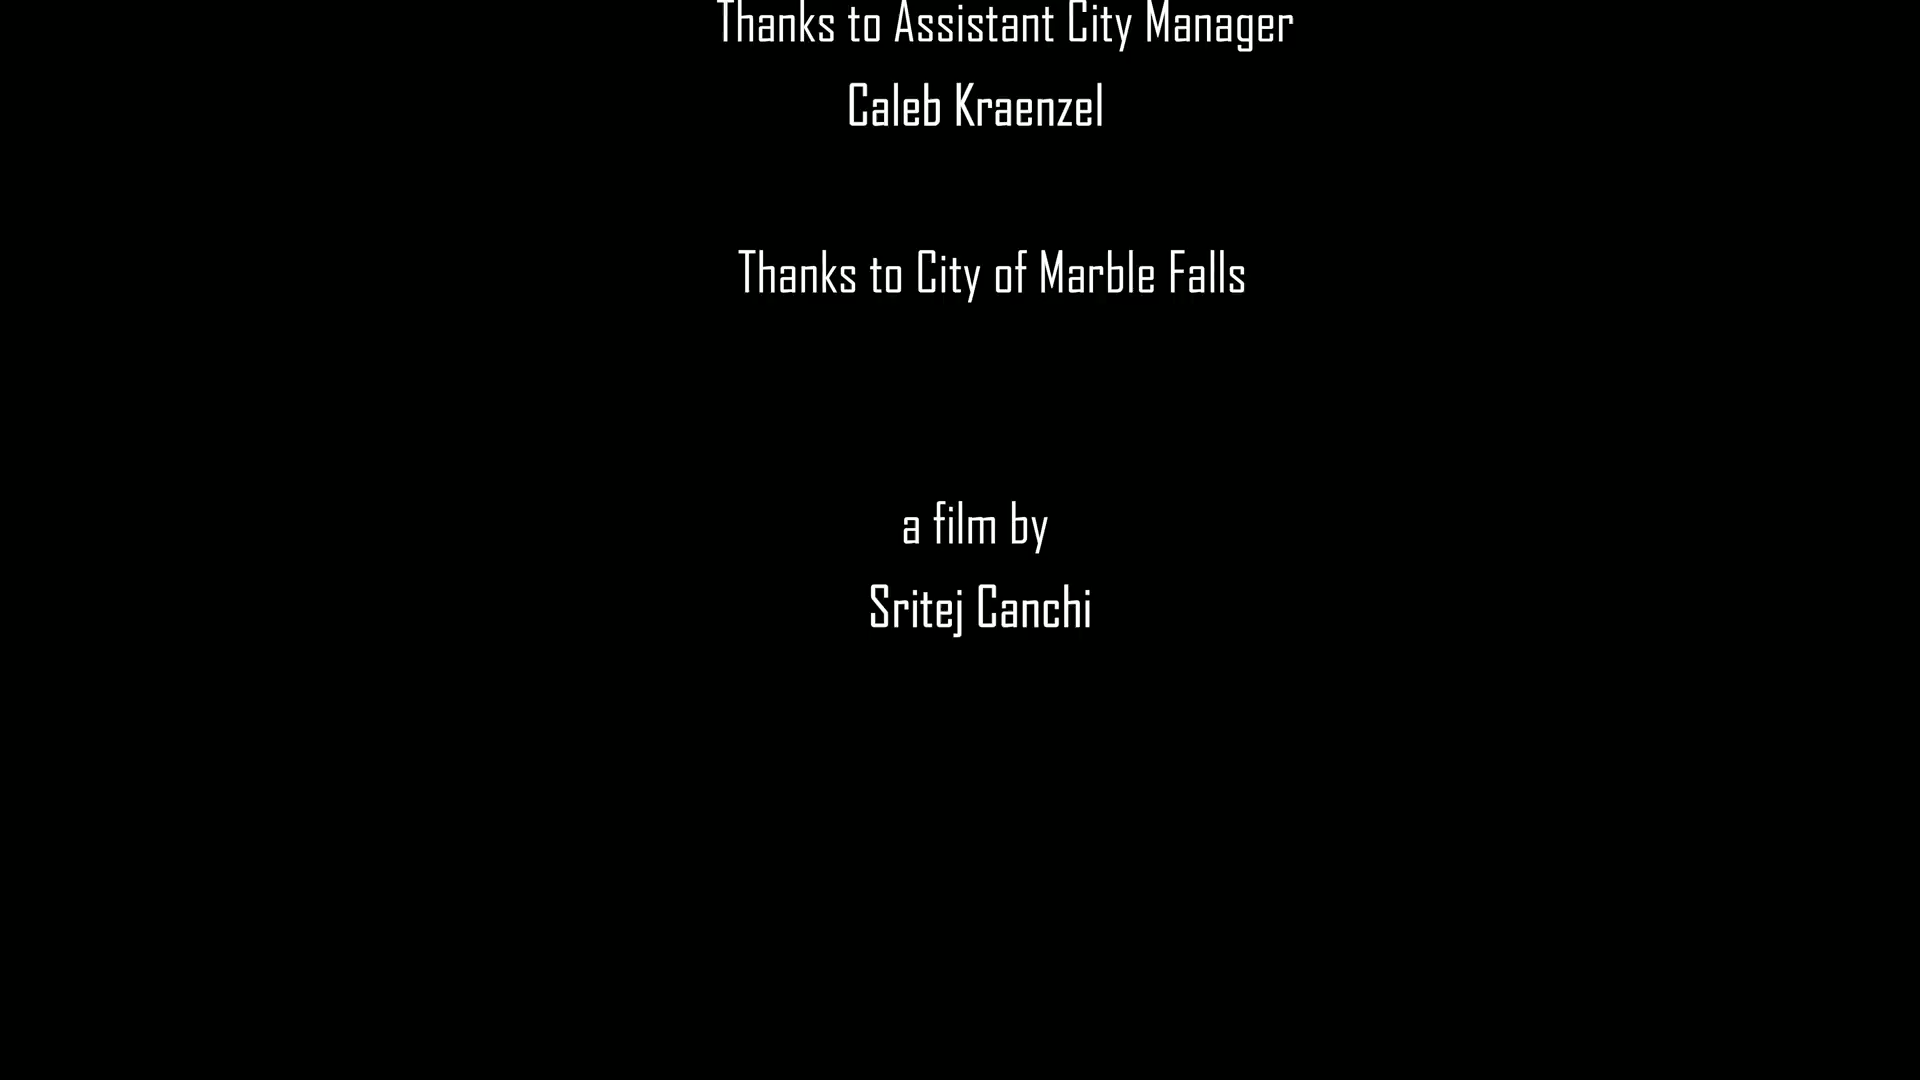 Thanks to Assistant City Manager
Caleb Kraenzel
Thanks to City of Marble Falls
a film by
Sritej Canchi